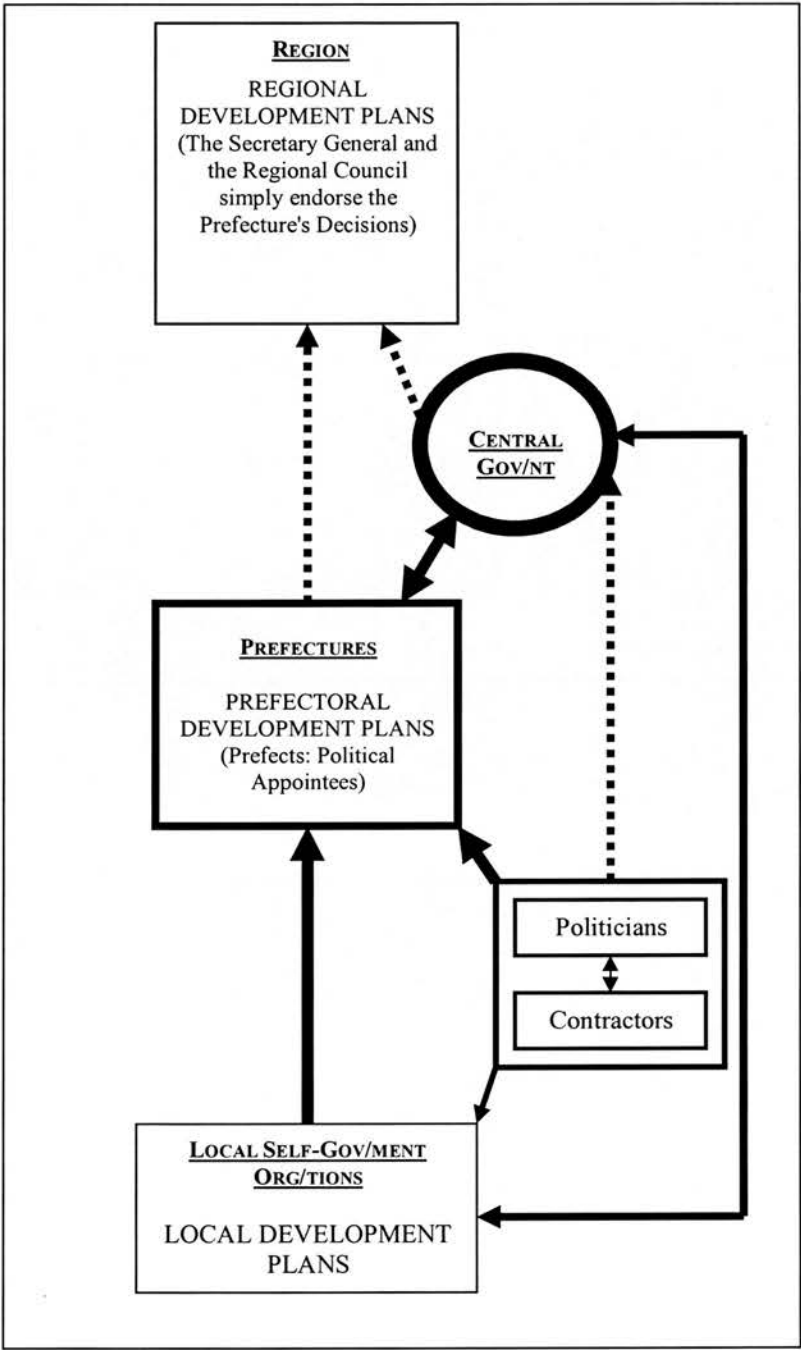 REGION
REGIONAL
DEVELOPMENT PLANS
(The Secretary General and
the Regional Council
simply endorse the
Prefecture's Decisions)
CENTRAL
GOV/NT
PREFECTURES
PREFECTORAL
DEVELOPMENT PLANS
(Prefects: Political
Appointees)
Politicians
Contractors
LOCAL SELF-GOV/MENT
ORG/TIONS
LOCAL DEVELOPMENT
PLANS